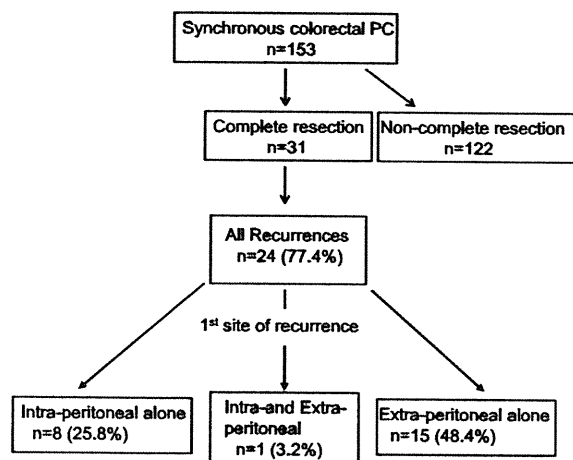 Synchronous colorectal PC
n=153
Complete resection
n=31
Non-complete resection
n=122
All Recurrences
n=24 (77.4%)
1st site of recurrence
Intra-peritoneal alone
n=8 (25.8%)
Intra-and Extra-
peritoneal
n=1 (3.2%)
Extra-peritoneal alone
n=15 (48.4%)